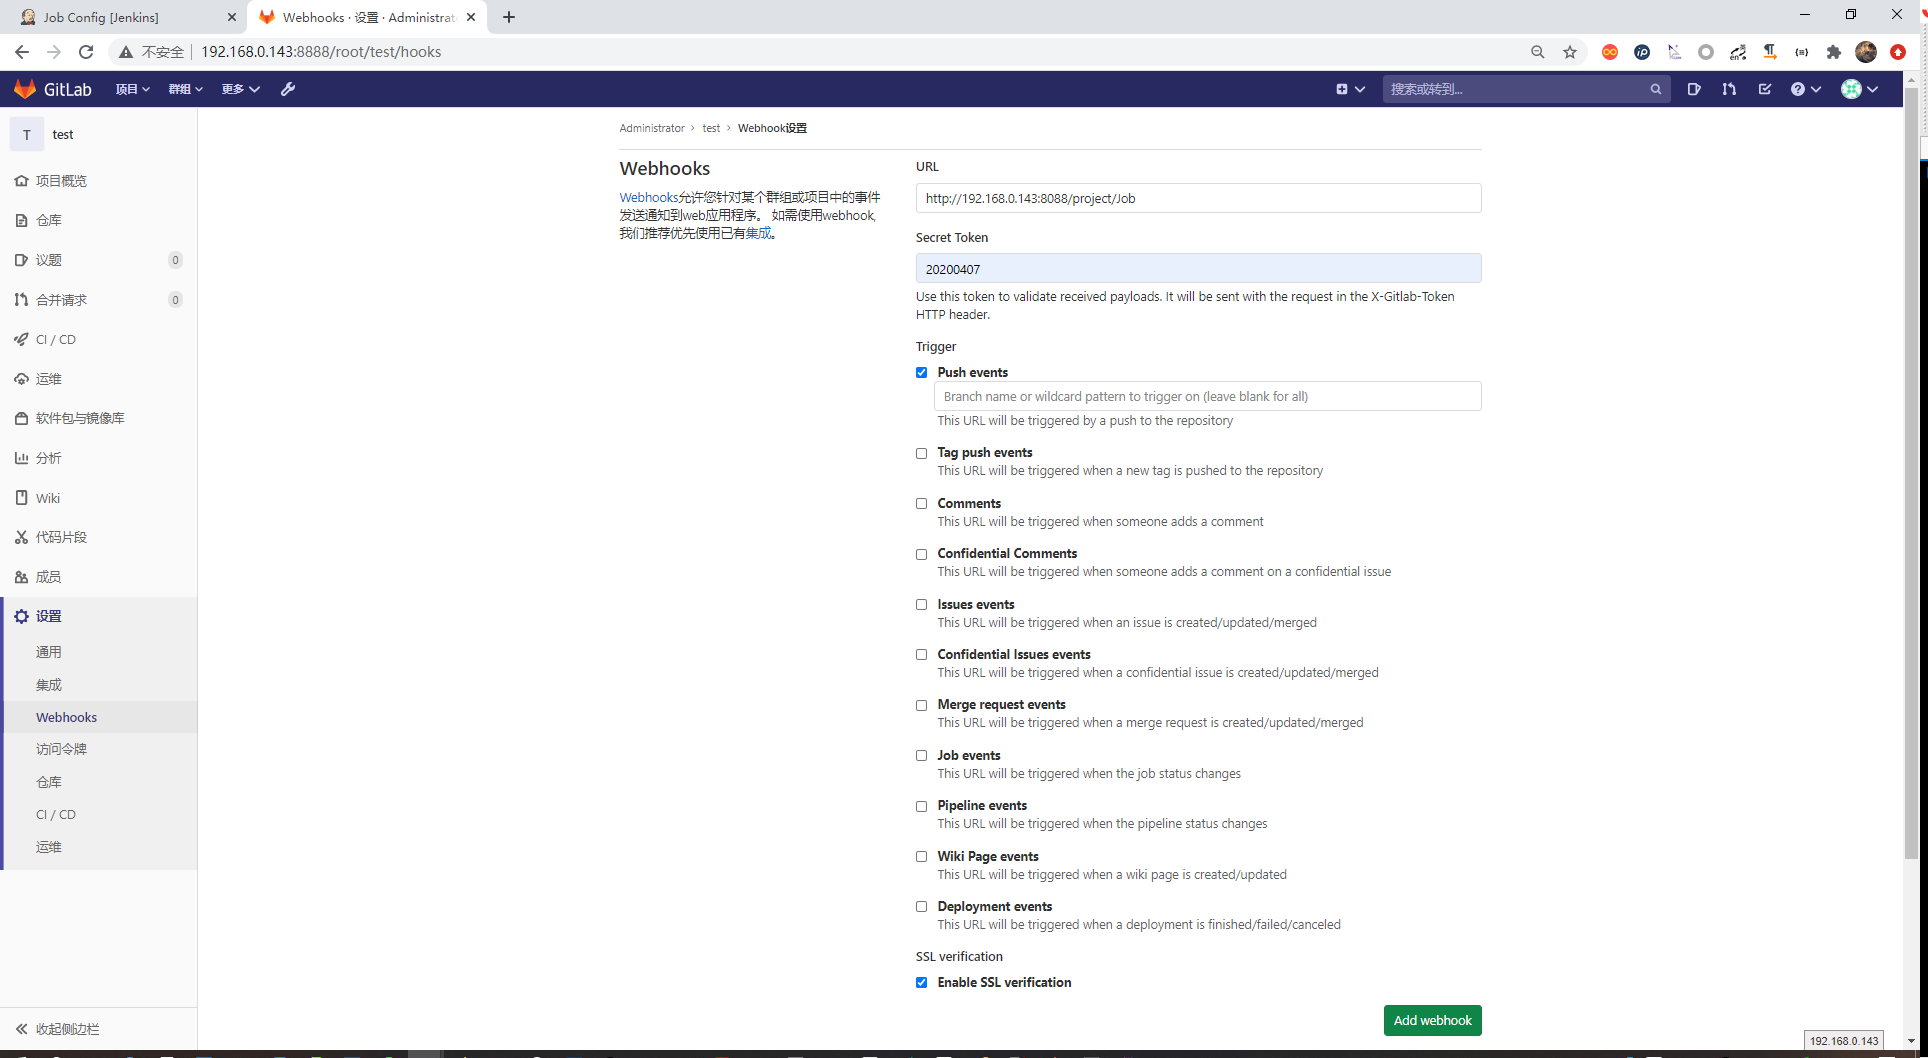 Job Config [Jenkins]
Webhooks · 设置 · Administrat
不安全
192.168.0.143:8888/root/test/hooks
GitLab
项目
群组
更多
搜索或转到...
T
test
项目概览
仓库
议题
0
合并请求
0
CI / CD
运维
软件包与镜像库
分析
Wiki
代码片段
成员
设置
通用
集成
Webhooks
访问令牌
仓库
CI / CD
运维
收起侧边栏
Administrator › test › Webhook设置
Webhooks
Webhooks允许您针对某个群组或项目中的事件
发送通知到web应用程序。 如需使用webhook,
我们推荐优先使用已有集成。
URL
http://192.168.0.143:8088/project/Job
Secret Token
20200407
Use this token to validate received payloads. It will be sent with the request in the X-Gitlab-Token
HTTP header.
Trigger
Push events
Branch name or wildcard pattern to trigger on (leave blank for all)
This URL will be triggered by a push to the repository
Tag push events
This URL will be triggered when a new tag is pushed to the repository
Comments
This URL will be triggered when someone adds a comment
Confidential Comments
This URL will be triggered when someone adds a comment on a confidential issue
Issues events
This URL will be triggered when an issue is created/updated/merged
Confidential Issues events
This URL will be triggered when a confidential issue is created/updated/merged
Merge request events
This URL will be triggered when a merge request is created/updated/merged
Job events
This URL will be triggered when the job status changes
Pipeline events
This URL will be triggered when the pipeline status changes
Wiki Page events
This URL will be triggered when a wiki page is created/updated
Deployment events
This URL will be triggered when a deployment is finished/failed/canceled
SSL verification
Enable SSL verification
Add webhook
192.168.0.143